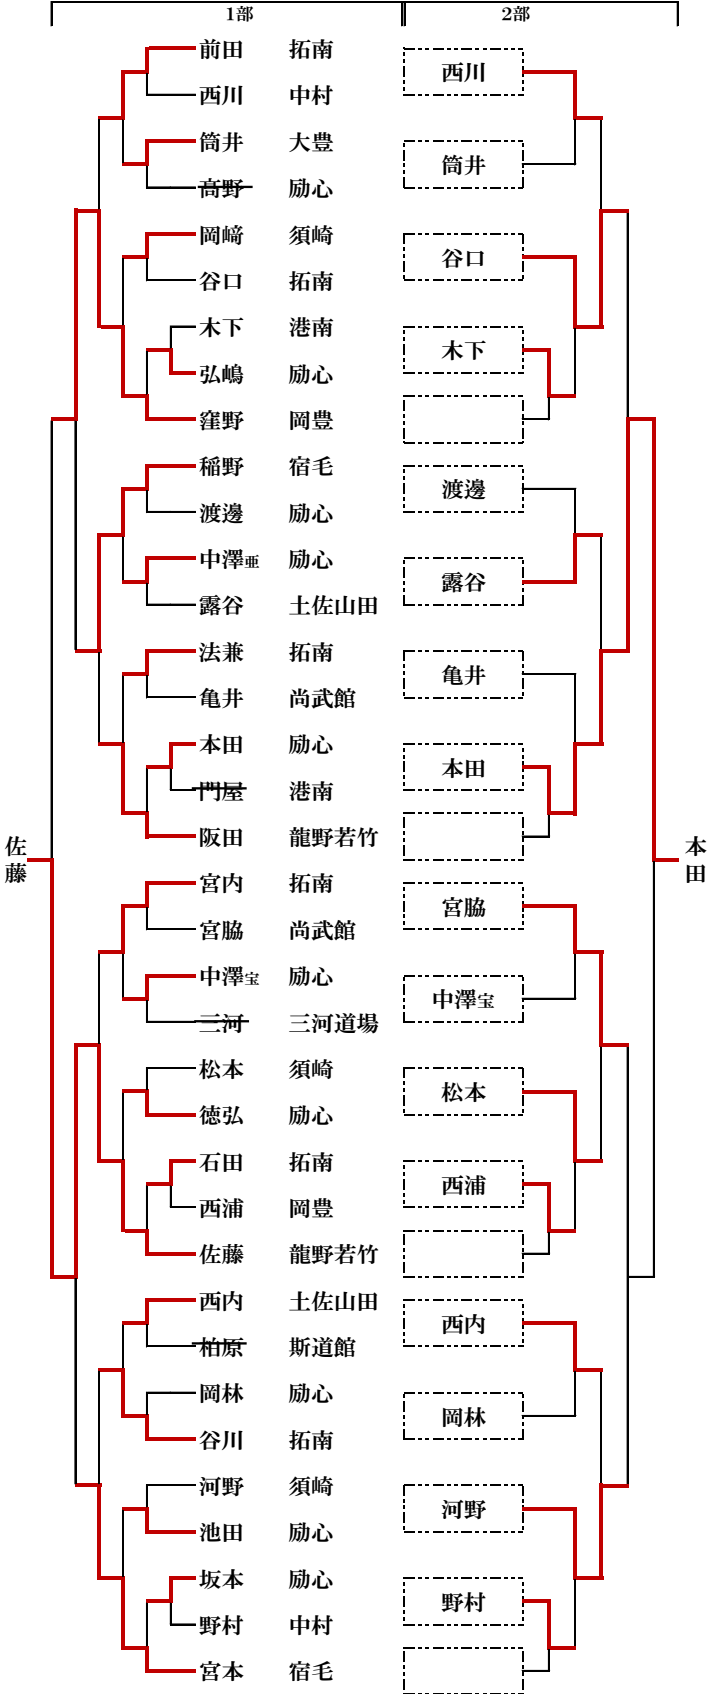 1部 2部
前田 拓南
西川 中村
筒井 大豊
高野 励心
岡﨑 須崎
谷口 拓南
木下 港南
弘嶋 励心
窪野 岡豊
稲野 宿毛
渡邊 励心
中澤亜 励心
露谷 土佐山田
法兼 拓南
亀井 尚武館
本田 励心
門屋 港南
阪田 龍野若竹
宮内 拓南
宮脇 尚武館
中澤宝 励心
三河 三河道場
松本 須崎
徳弘 励心
石田 拓南
西浦 岡豊
佐藤 龍野若竹
西内 土佐山田
柏原 斯道館
岡林 励心
谷川 拓南
河野 須崎
池田 励心
坂本 励心
野村 中村
宮本 宿毛
佐藤
西川
筒井
谷口
木下
渡邊
露谷
亀井
本田
宮脇
中澤宝
松本
西浦
西内
岡林
河野
野村
本田